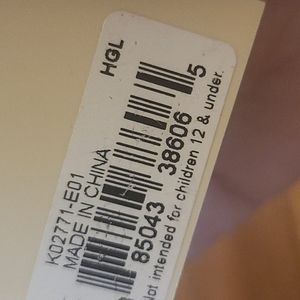 HGL
K02771-E01
MADE IN CHINA
85043 38606 5
Not intended for children 12 & under.